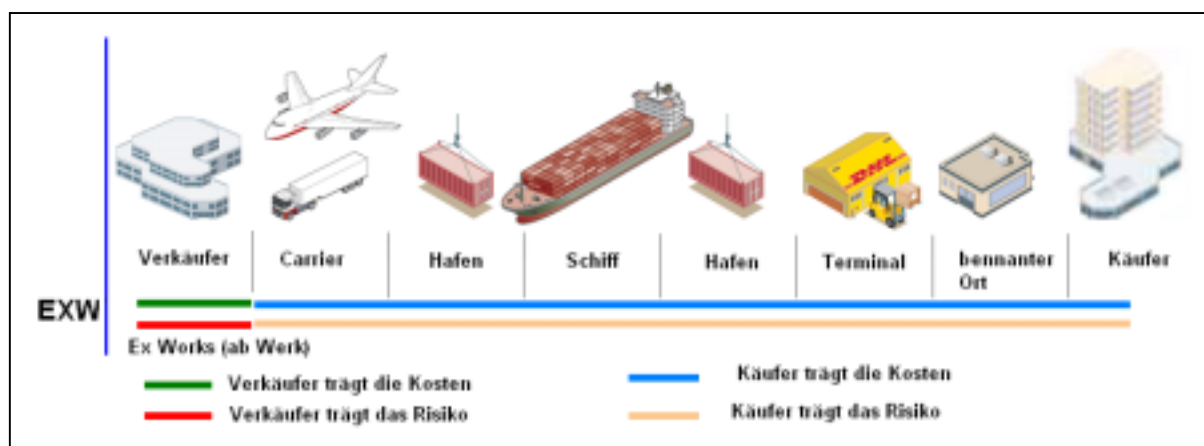 DHL
Verkäufer
Carrier
Hafen
Schiff
Hafen
Terminal
bennanter
Ort
Käufer
EXW
Ex Works (ab Werk)
Verkäufer trägt die Kosten
Käufer trägt die Kosten
Verkäufer trägt das Risiko
Käufer trägt das Risiko